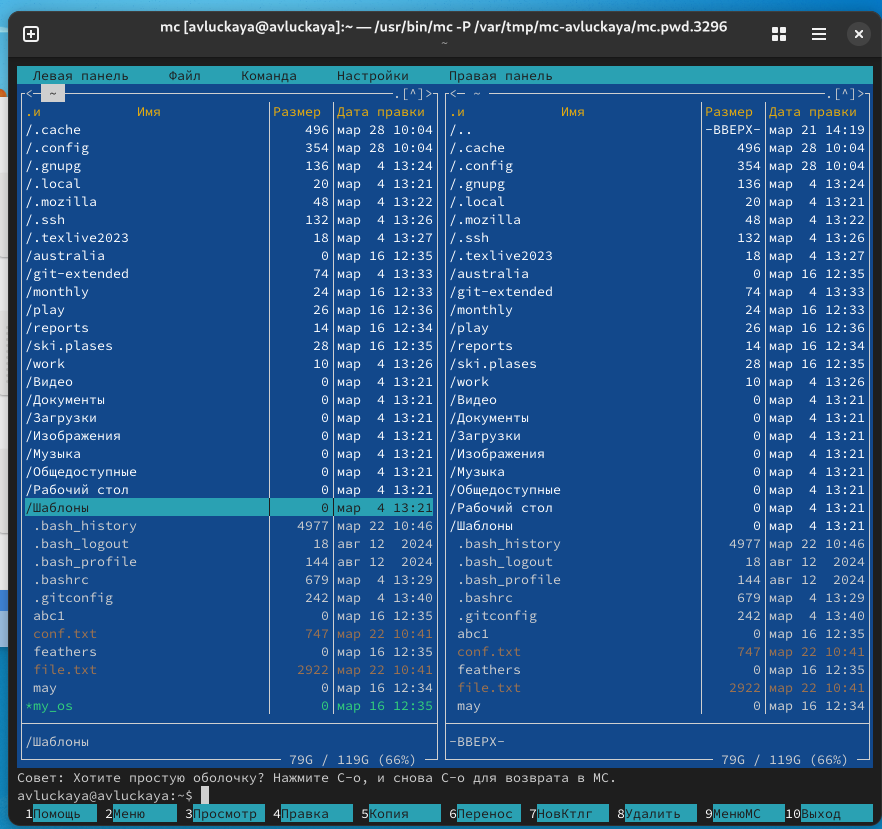 mc [avluckaya@avluckaya]:~ — /usr/bin/mc -P /var/tmp/mc-avluckaya/mc.pwd.3296
~
Левая панель Файл Команда Настройки Правая панель
<─ ~ .[^]> <─ ~ .[^]>
.и Имя Размер Дата правки .и Имя Размер Дата правки
/.cache 496 мар 28 10:04 /.. -ВВЕРХ- мар 21 14:19
/.config 354 мар 28 10:04 /.cache 496 мар 28 10:04
/.gnupg 136 мар 4 13:24 /.config 354 мар 28 10:04
/.local 20 мар 4 13:21 /.gnupg 136 мар 4 13:24
/.mozilla 48 мар 4 13:22 /.local 20 мар 4 13:21
/.ssh 132 мар 4 13:26 /.mozilla 48 мар 4 13:22
/.texlive2023 18 мар 4 13:27 /.ssh 132 мар 4 13:26
/australia 0 мар 16 12:35 /.texlive2023 18 мар 4 13:27
/git-extended 74 мар 4 13:33 /australia 0 мар 16 12:35
/monthly 24 мар 16 12:33 /git-extended 74 мар 4 13:33
/play 26 мар 16 12:36 /monthly 24 мар 16 12:33
/reports 14 мар 16 12:34 /play 26 мар 16 12:36
/ski.plases 28 мар 16 12:35 /reports 14 мар 16 12:34
/work 10 мар 4 13:26 /ski.plases 28 мар 16 12:35
/Видео 0 мар 4 13:21 /work 10 мар 4 13:26
/Документы 0 мар 4 13:21 /Видео 0 мар 4 13:21
/Загрузки 0 мар 4 13:21 /Документы 0 мар 4 13:21
/Изображения 0 мар 4 13:21 /Загрузки 0 мар 4 13:21
/Музыка 0 мар 4 13:21 /Изображения 0 мар 4 13:21
/Общедоступные 0 мар 4 13:21 /Музыка 0 мар 4 13:21
/Рабочий стол 0 мар 4 13:21 /Общедоступные 0 мар 4 13:21
/Шаблоны 0 мар 4 13:21 /Рабочий стол 0 мар 4 13:21
.bash_history 4977 мар 22 10:46 /Шаблоны 0 мар 4 13:21
.bash_logout 18 авг 12 2024 .bash_history 4977 мар 22 10:46
.bash_profile 144 авг 12 2024 .bash_logout 18 авг 12 2024
.bashrc 679 мар 4 13:29 .bash_profile 144 авг 12 2024
.gitconfig 242 мар 4 13:40 .bashrc 679 мар 4 13:29
abc1 0 мар 16 12:35 .gitconfig 242 мар 4 13:40
conf.txt 747 мар 22 10:41 abc1 0 мар 16 12:35
feathers 0 мар 16 12:35 conf.txt 747 мар 22 10:41
file.txt 2922 мар 22 10:41 feathers 0 мар 16 12:35
may 0 мар 16 12:34 file.txt 2922 мар 22 10:41
*my_os 0 мар 16 12:35 may 0 мар 16 12:34
/Шаблоны -ВВЕРХ-
79G / 119G (66%) 79G / 119G (66%)
Совет: Хотите простую оболочку? Нажмите C-o, и снова C-o для возврата в MC.
avluckaya@avluckaya:~$
1Помощь 2Меню 3Просмотр 4Правка 5Копия 6Перенос 7НовКтлг 8Удалить 9МенюMC 10Выход